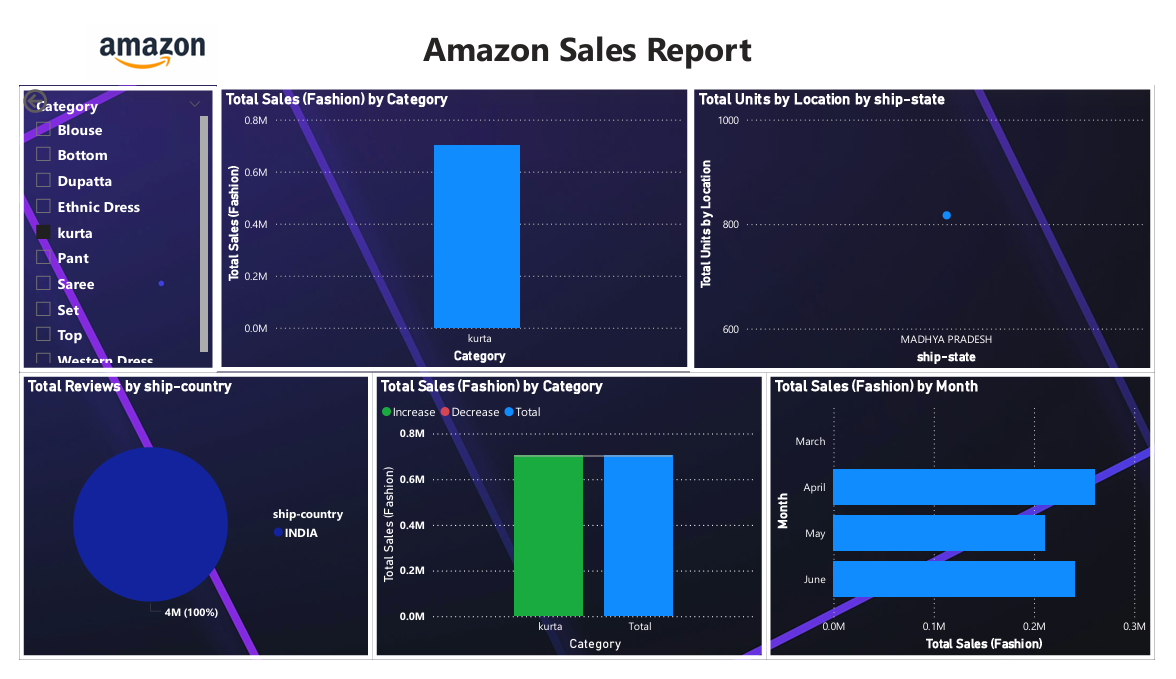 amazon
Amazon Sales Report
Category
Blouse
Bottom
Dupatta
Ethnic Dress
kurta
Pant
Saree
Set
Top
Western Dress
Total Sales (Fashion) by Category
Total Sales (Fashion)
0.8M
0.6M
0.4M
0.2M
0.0M
kurta
Category
Total Units by Location by ship-state
Total Units by Location
1000
800
600
MADHYA PRADESH
ship-state
Total Reviews by ship-country
ship-country
INDIA
4M (100%)
Total Sales (Fashion) by Category
Increase Decrease Total
Total Sales (Fashion)
0.8M
0.6M
0.4M
0.2M
0.0M
kurta Total
Category
Total Sales (Fashion) by Month
Month
March
April
May
June
0.0M 0.1M 0.2M 0.3M
Total Sales (Fashion)